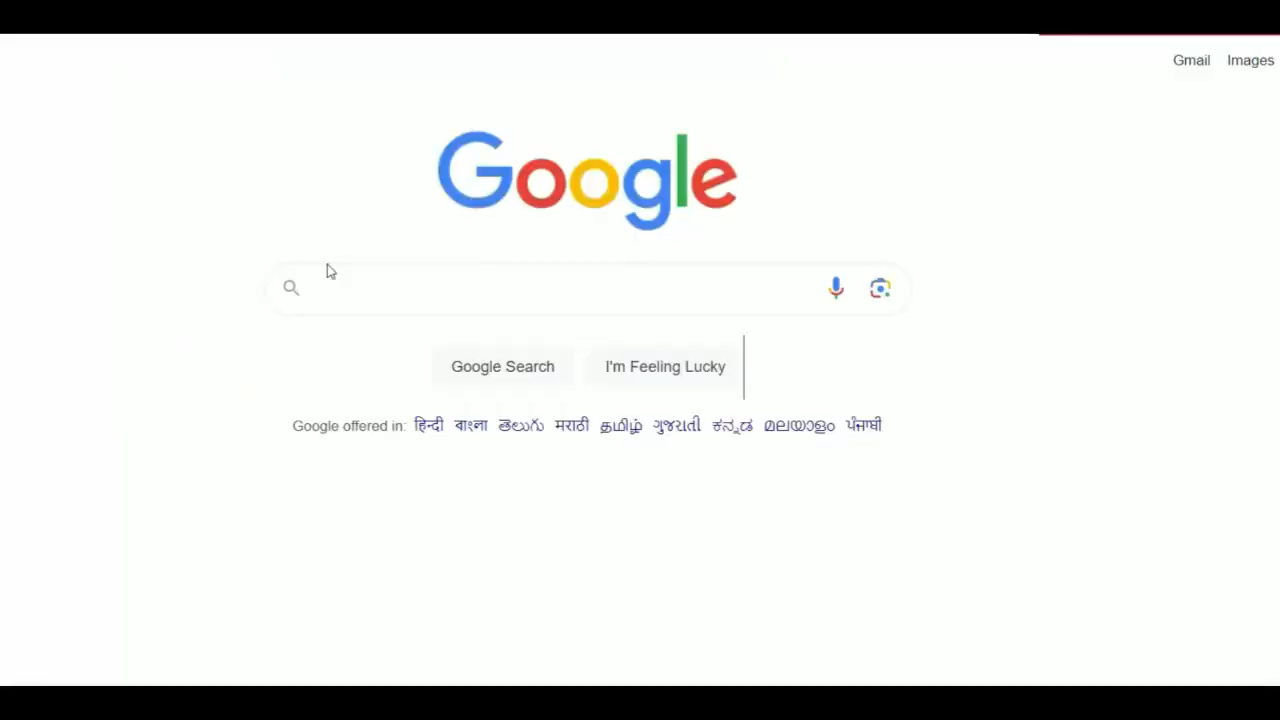 Gmail Images
Google
Google Search I'm Feeling Lucky
Google offered in: हिन्दी বাংলা తెలుగు मराठी தமிழ் ગુજરાતી ಕನ್ನಡ മലയാളം ਪੰਜਾਬੀ